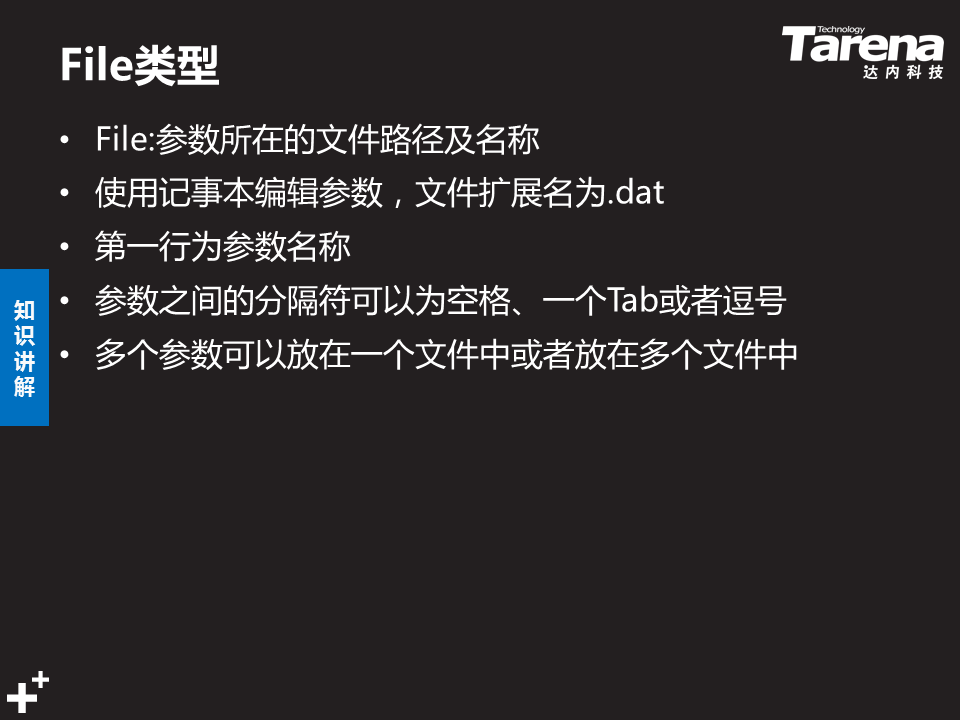 File类型
Technology
Tarena
达内科技
• File:参数所在的文件路径及名称
• 使用记事本编辑参数，文件扩展名为.dat
• 第一行为参数名称
• 参数之间的分隔符可以为空格、一个Tab或者逗号
• 多个参数可以放在一个文件中或者放在多个文件中
知识讲解